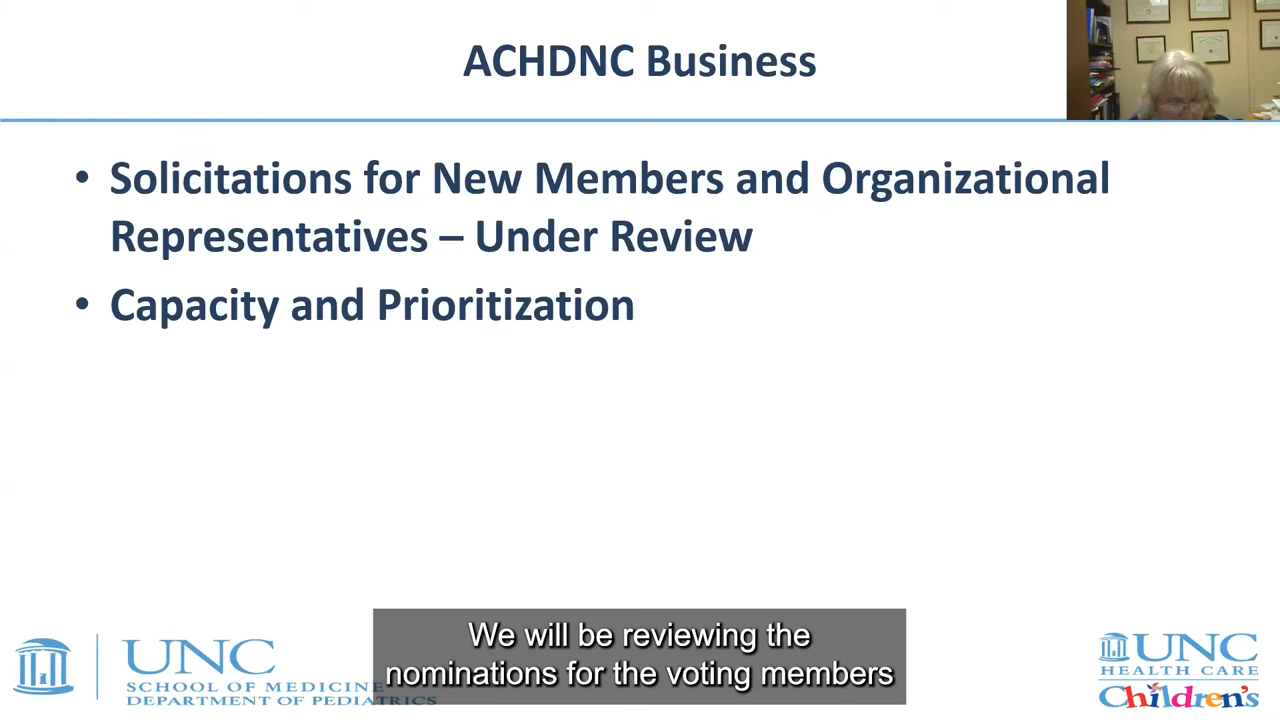 ACHDNC Business
• Solicitations for New Members and Organizational
Representatives – Under Review
• Capacity and Prioritization
We will be reviewing the
nominations for the voting members
UNC
SCHOOL OF MEDICINE
DEPARTMENT OF PEDIATRICS
UNC
HEALTH CARE
Children's